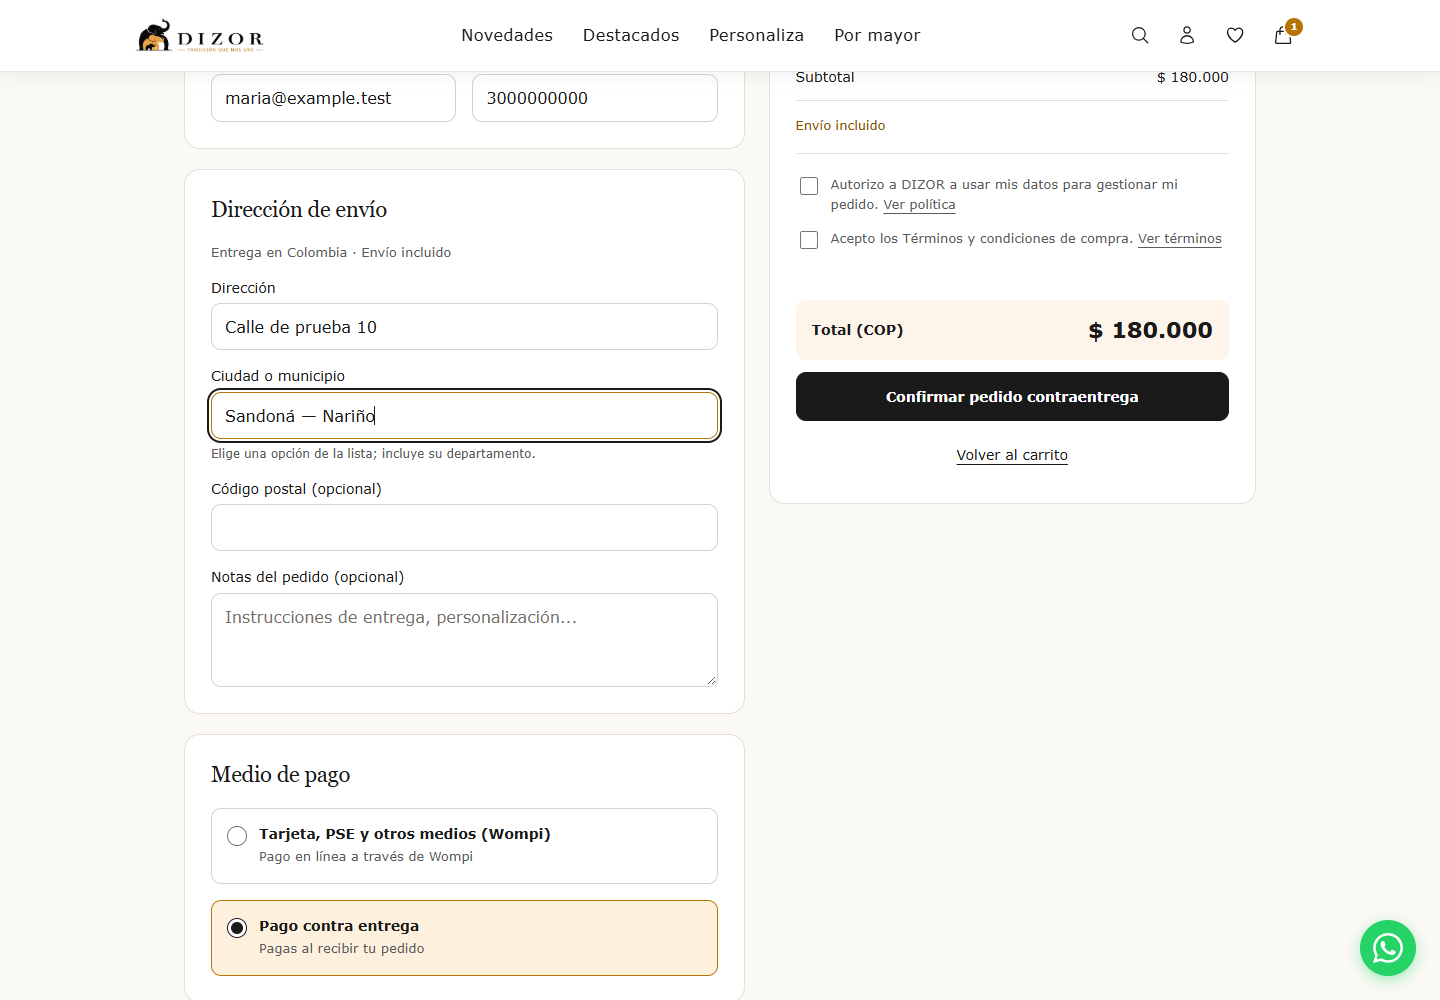 DIZOR
TRADICIÓN QUE NOS UNE
Novedades
Destacados
Personaliza
Por mayor
1
maria@example.test
3000000000
Dirección de envío
Entrega en Colombia · Envío incluido
Dirección
Calle de prueba 10
Ciudad o municipio
Sandoná — Nariño
Elige una opción de la lista; incluye su departamento.
Código postal (opcional)
Notas del pedido (opcional)
Instrucciones de entrega, personalización...
Medio de pago
Tarjeta, PSE y otros medios (Wompi)
Pago en línea a través de Wompi
Pago contra entrega
Pagas al recibir tu pedido
Subtotal
$ 180.000
Envío incluido
Autorizo a DIZOR a usar mis datos para gestionar mi
pedido. Ver política
Acepto los Términos y condiciones de compra. Ver términos
Total (COP)
$ 180.000
Confirmar pedido contraentrega
Volver al carrito